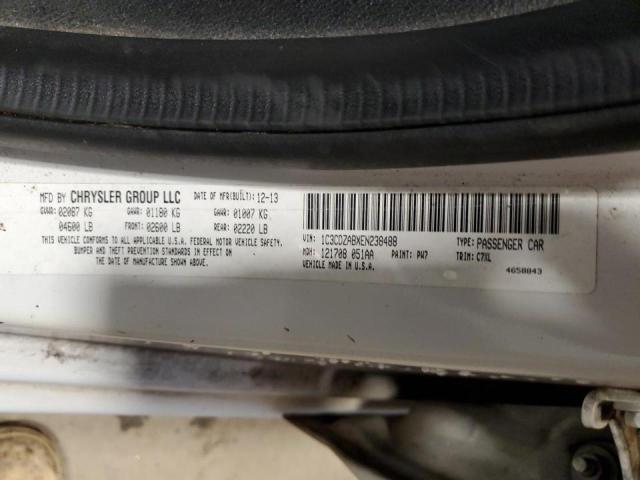 MFD BY CHRYSLER GROUP LLC DATE OF MFR(BUILT): 12-13
GVWR: 02087 KG GAWR: 01180 KG GAWR: 01007 KG
04600 LB FRONT: 02600 LB REAR: 02220 LB
THIS VEHICLE CONFORMS TO ALL APPLICABLE U.S.A. FEDERAL MOTOR VEHICLE SAFETY,
BUMPER AND THEFT PREVENTION STANDARDS IN EFFECT ON
THE DATE OF MANUFACTURE SHOWN ABOVE.
VIN: 1C3CDZABXEN238489 TYPE: PASSENGER CAR
MDH: 121708 051AA PAINT: PW7 TRIM: C7XL
VEHICLE MADE IN U.S.A. 4658843